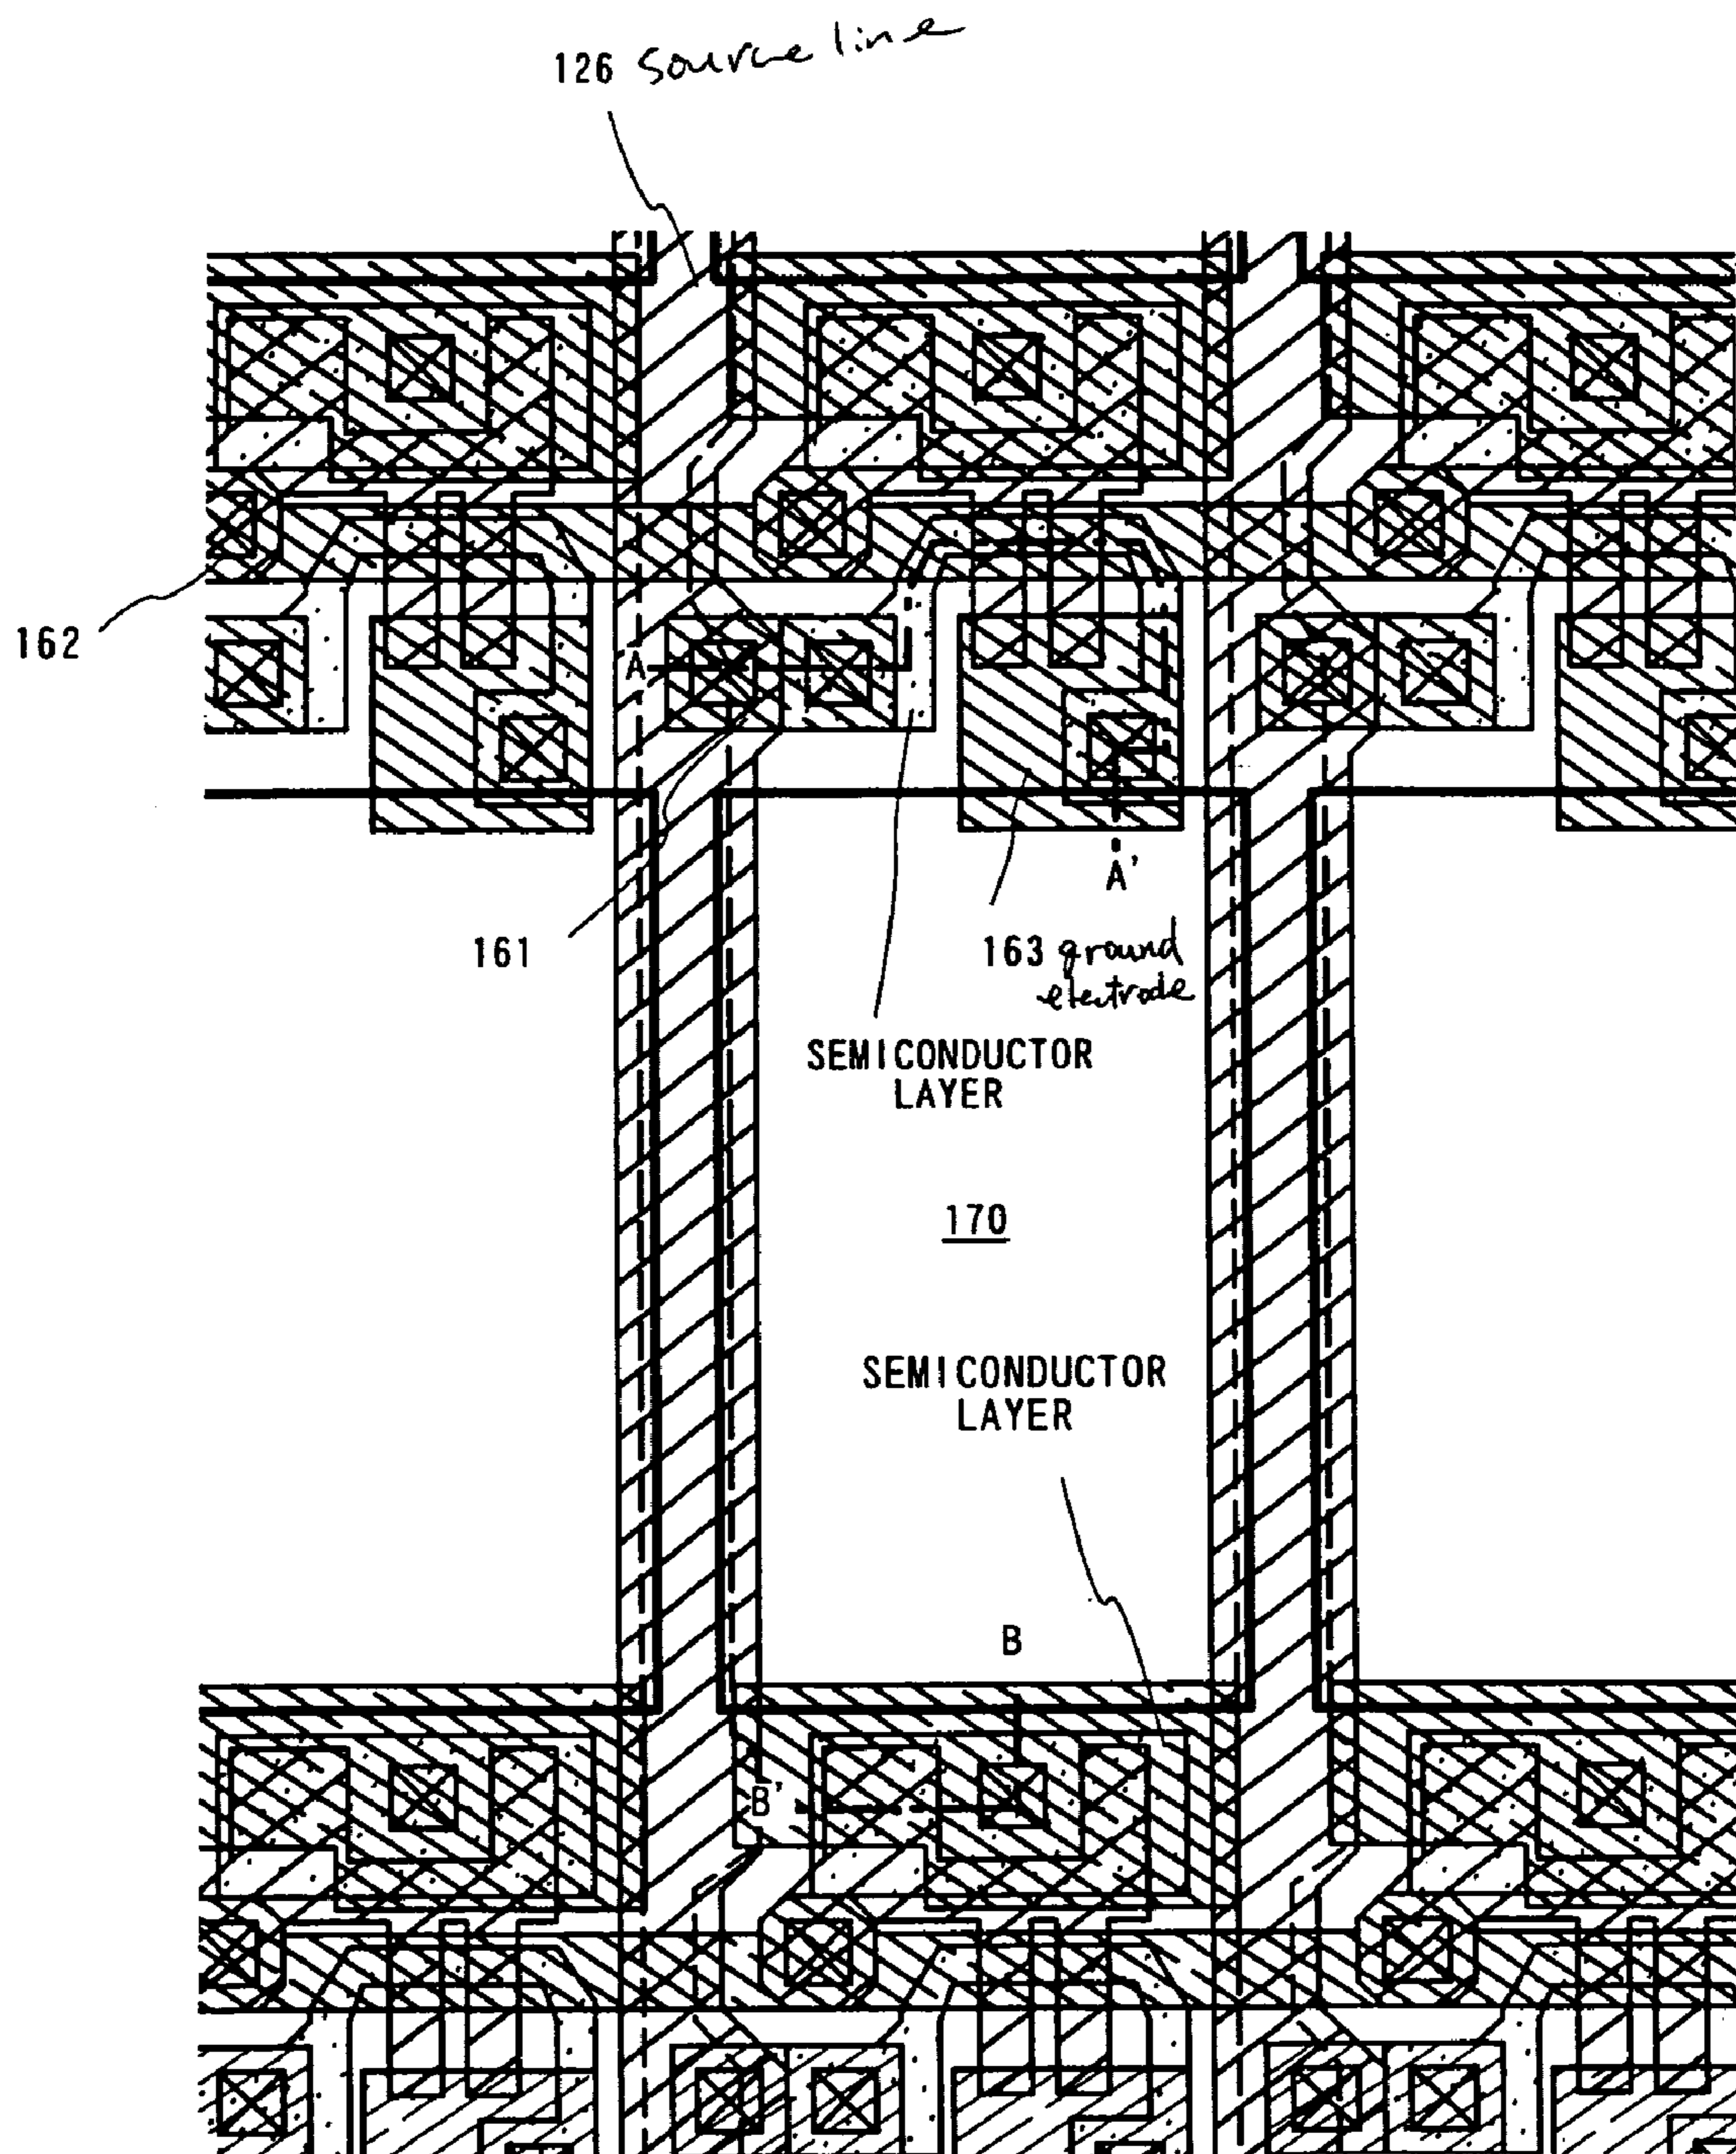 126 source line
162
A
A'
161
163 ground
electrode
SEMICONDUCTOR
LAYER
170
SEMICONDUCTOR
LAYER
B
B'